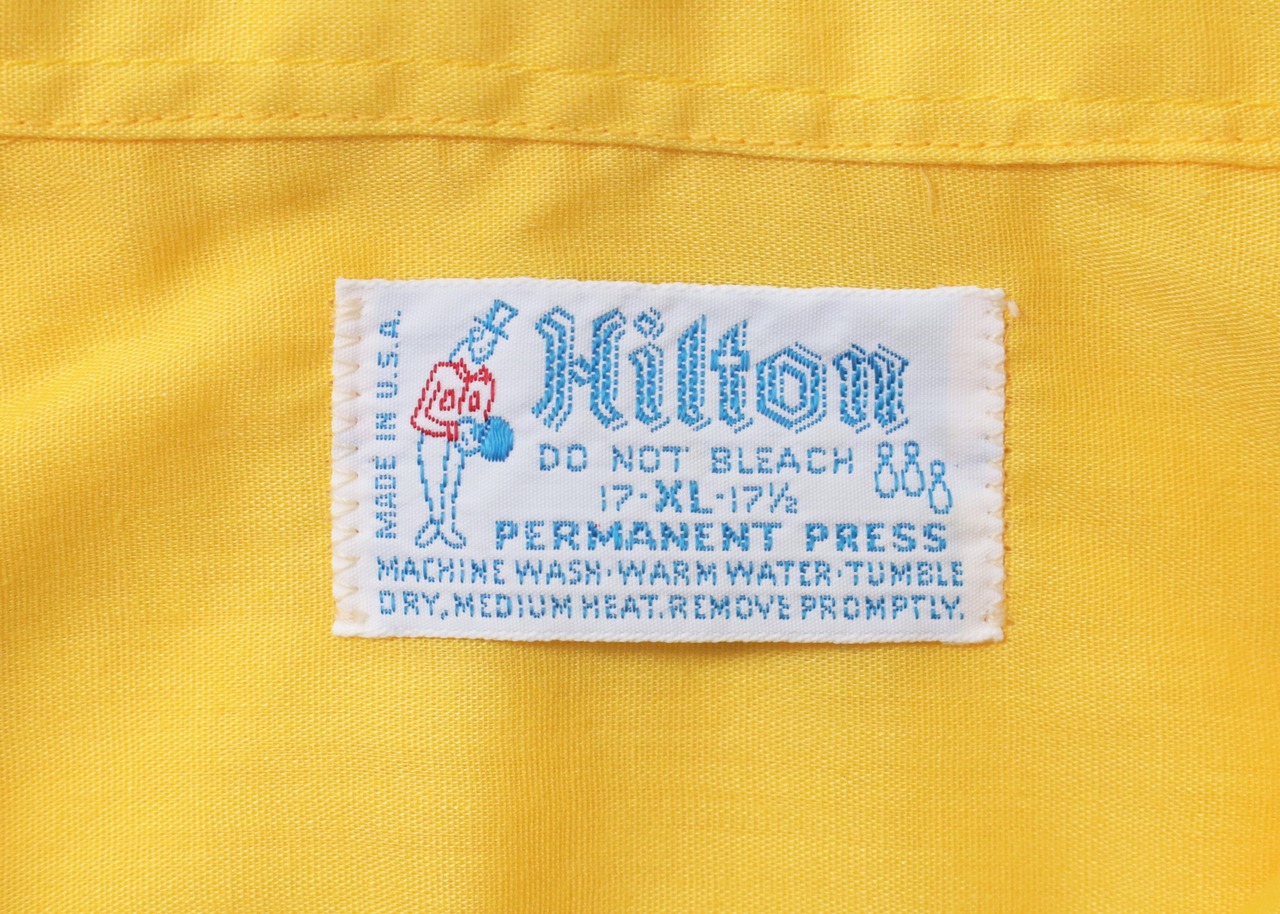 MADE IN U.S.A.
Hilton
DO NOT BLEACH
17-XL-17½
PERMANENT PRESS
MACHINE WASH·WARM WATER·TUMBLE
DRY, MEDIUM HEAT. REMOVE PROMPTLY.